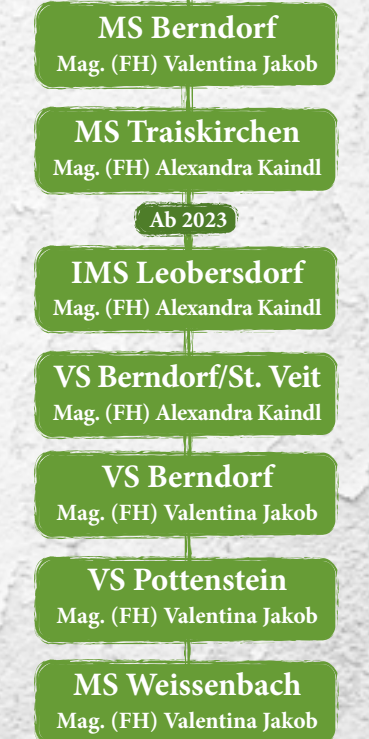 MS Berndorf
Mag. (FH) Valentina Jakob
MS Traiskirchen
Mag. (FH) Alexandra Kaindl
Ab 2023
IMS Leobersdorf
Mag. (FH) Alexandra Kaindl
VS Berndorf/St. Veit
Mag. (FH) Alexandra Kaindl
VS Berndorf
Mag. (FH) Valentina Jakob
VS Pottenstein
Mag. (FH) Valentina Jakob
MS Weissenbach
Mag. (FH) Valentina Jakob